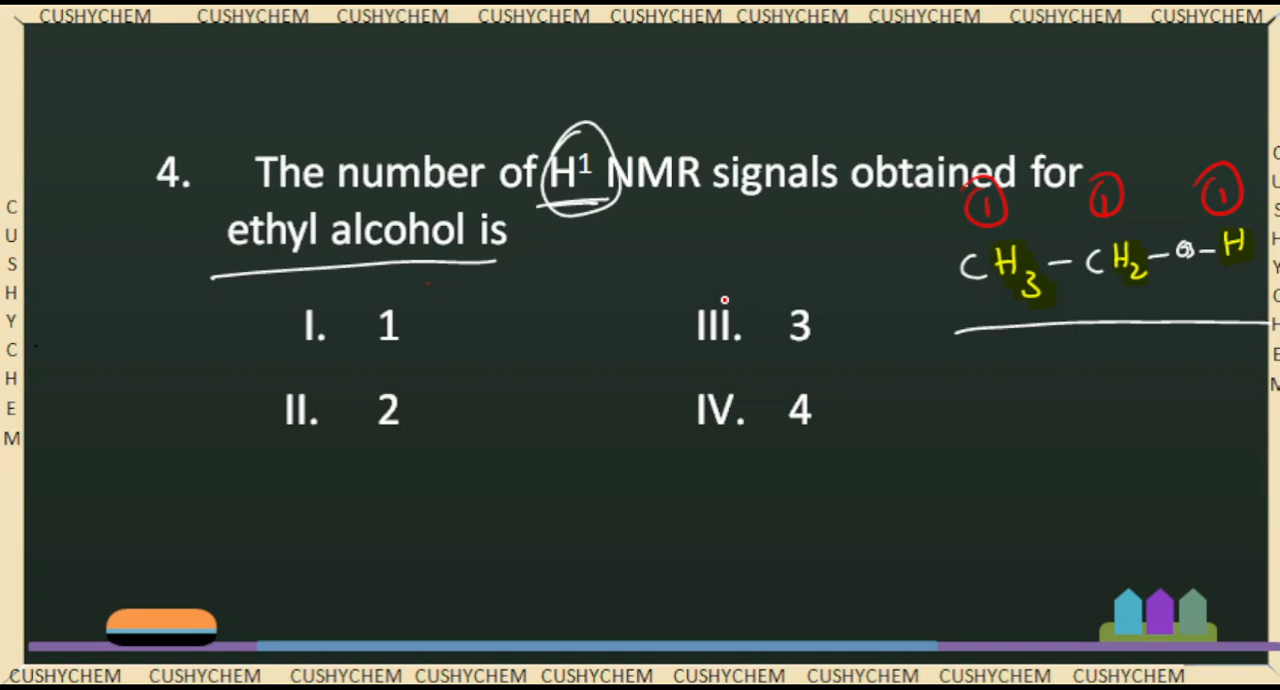 CUSHYCHEM CUSHYCHEM CUSHYCHEM CUSHYCHEM CUSHYCHEM CUSHYCHEM CUSHYCHEM CUSHYCHEM CUSHYCHEM
4. The number of H¹ NMR signals obtained for
ethyl alcohol is
1 1 1
CH₃ - CH₂ - O - H
I. 1 III. 3
II. 2 IV. 4
C
U
S
H
Y
C
H
E
M
C
U
S
H
Y
C
H
E
M
CUSHYCHEM CUSHYCHEM CUSHYCHEM CUSHYCHEM CUSHYCHEM CUSHYCHEM CUSHYCHEM CUSHYCHEM CUSHYCHEM